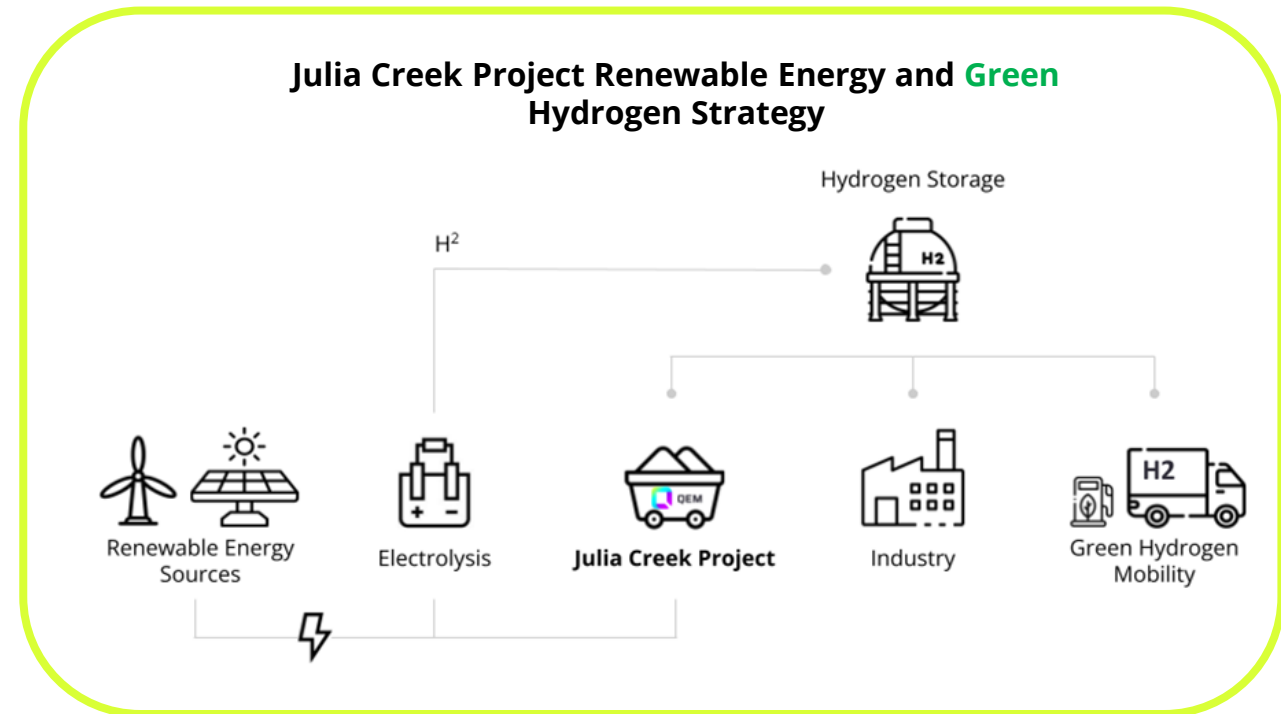 Julia Creek Project Renewable Energy and Green
Hydrogen Strategy
Hydrogen Storage
H²
H2
QEM
H2
Renewable Energy
Sources
Electrolysis
Julia Creek Project
Industry
Green Hydrogen
Mobility